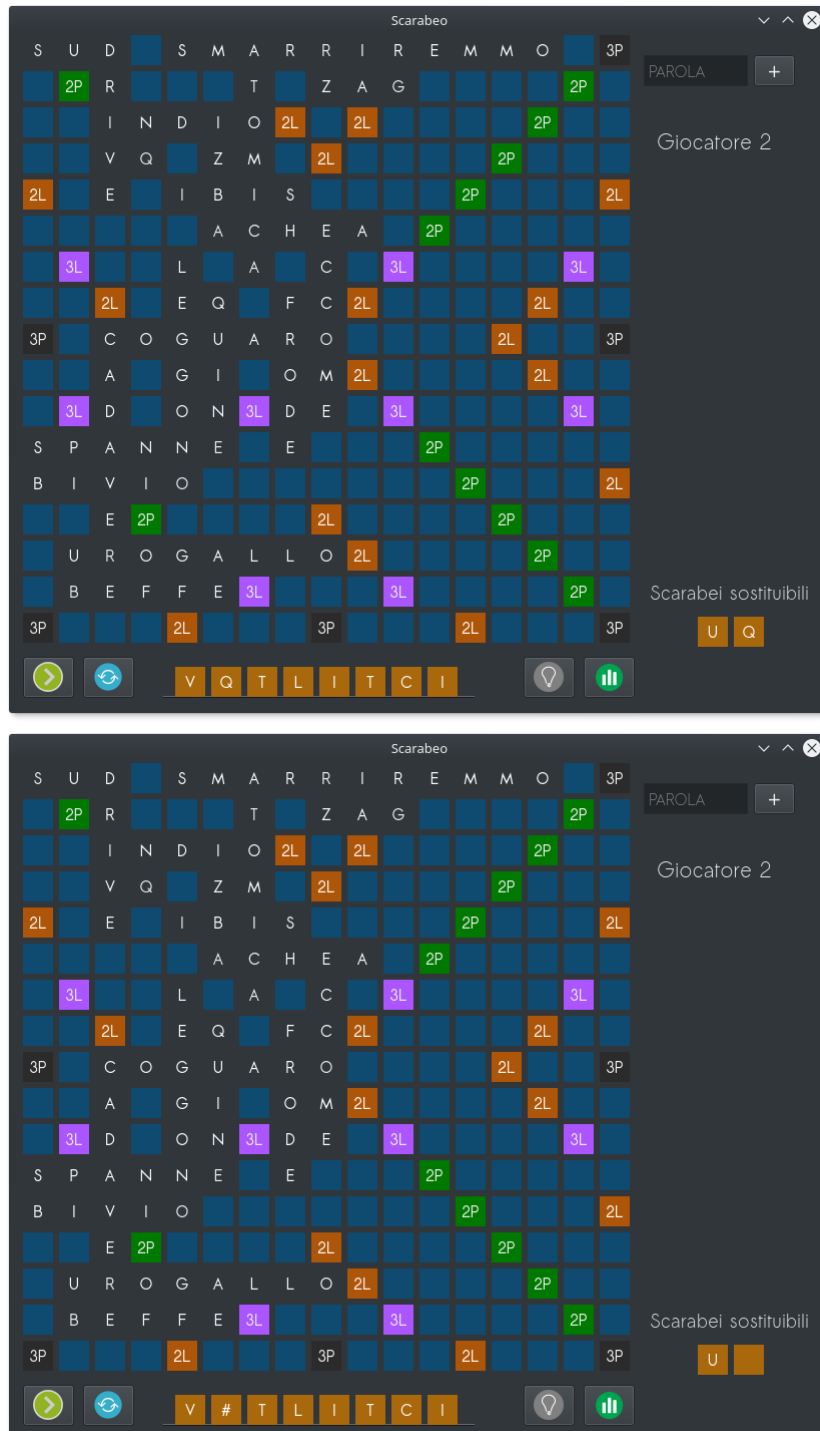 Scarabeo
S U D S M A R R I R E M M O 3P
2P R T Z A G 2P
PAROLA +
I N D I O 2L 2L 2P
Giocatore 2
V Q Z M 2L 2P
2L E I B I S 2P 2L
A C H E A 2P
3L L A C 3L 3L
2L E Q F C 2L 2L
3P C O G U A R O 2L 3P
A G I O M 2L 2L
3L D O N 3L D E 3L 3L
S P A N N E E 2P
B I V I O 2P 2L
E 2P 2L 2P
U R O G A L L O 2L 2P
B E F F E 3L 3L 2P
Scarabei sostituibili
3P 2L 3P 2L 3P
U Q
V Q T L I T C I
Scarabeo
S U D S M A R R I R E M M O 3P
2P R T Z A G 2P
PAROLA +
I N D I O 2L 2L 2P
Giocatore 2
V Q Z M 2L 2P
2L E I B I S 2P 2L
A C H E A 2P
3L L A C 3L 3L
2L E Q F C 2L 2L
3P C O G U A R O 2L 3P
A G I O M 2L 2L
3L D O N 3L D E 3L 3L
S P A N N E E 2P
B I V I O 2P 2L
E 2P 2L 2P
U R O G A L L O 2L 2P
B E F F E 3L 3L 2P
Scarabei sostituibili
3P 2L 3P 2L 3P
U
V # T L I T C I